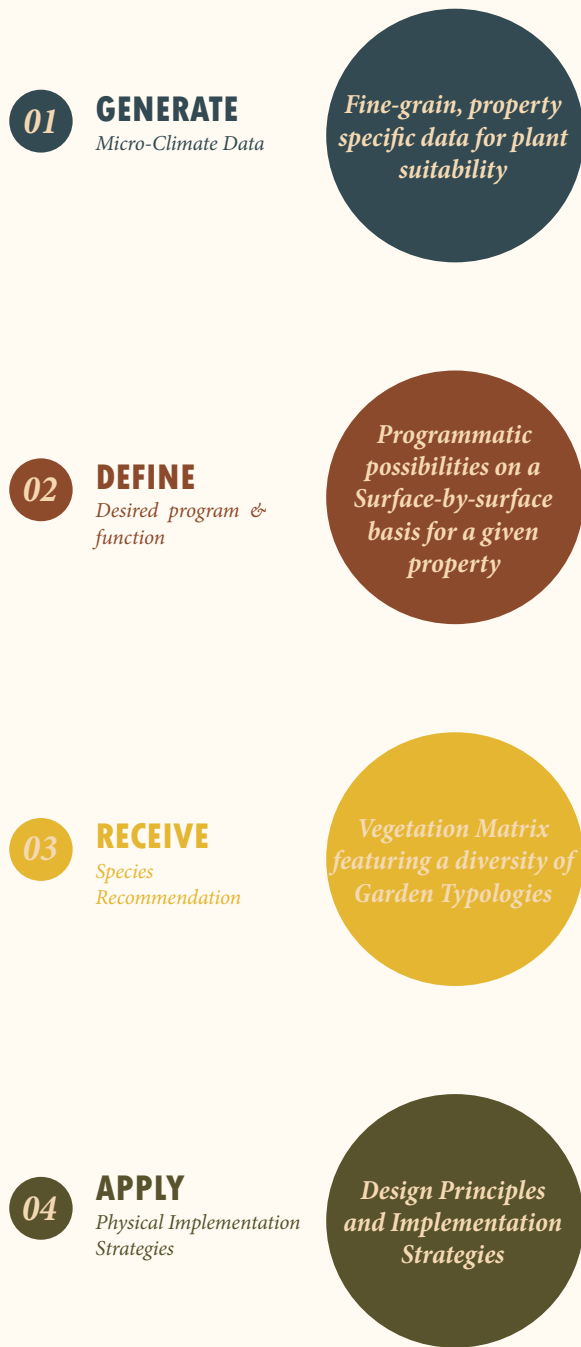 01
GENERATE
Micro-Climate Data
Fine-grain, property
specific data for plant
suitability
02
DEFINE
Desired program &
function
Programmatic
possibilities on a
Surface-by-surface
basis for a given
property
03
RECEIVE
Species
Recommendation
Vegetation Matrix
featuring a diversity of
Garden Typologies
04
APPLY
Physical Implementation
Strategies
Design Principles
and Implementation
Strategies